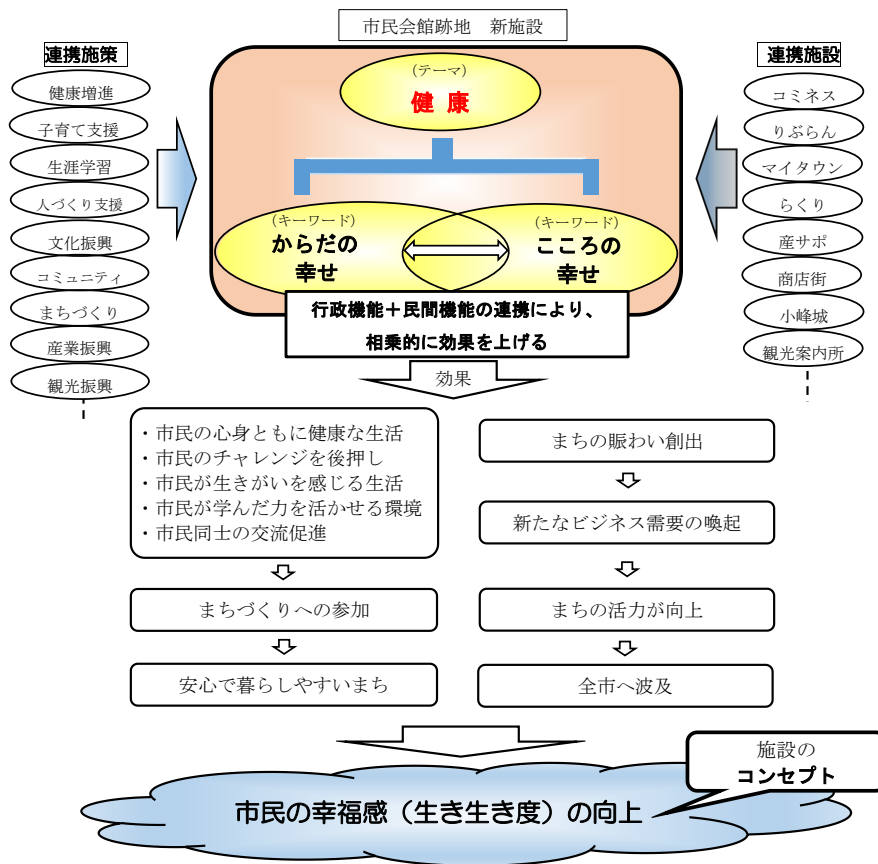 市民会館跡地　新施設
連携施策
健康増進
子育て支援
生涯学習
人づくり支援
文化振興
コミュニティ
まちづくり
産業振興
観光振興
（テーマ）
健 康
（キーワード）
からだの
幸せ
（キーワード）
こころの
幸せ
行政機能＋民間機能の連携により、
相乗的に効果を上げる
連携施設
コミネス
りぶらん
マイタウン
らくり
産サポ
商店街
小峰城
観光案内所
効果
・市民の心身ともに健康な生活
・市民のチャレンジを後押し
・市民が生きがいを感じる生活
・市民が学んだ力を活かせる環境
・市民同士の交流促進
まちづくりへの参加
安心で暮らしやすいまち
まちの賑わい創出
新たなビジネス需要の喚起
まちの活力が向上
全市へ波及
施設の
コンセプト
市民の幸福感（生き生き度）の向上